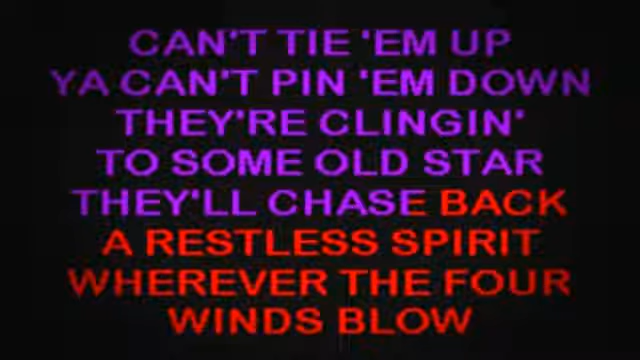 CAN'T TIE 'EM UP
YA CAN'T PIN 'EM DOWN
THEY'RE CLINGIN'
TO SOME OLD STAR
THEY'LL CHASE BACK
A RESTLESS SPIRIT
WHEREVER THE FOUR
WINDS BLOW